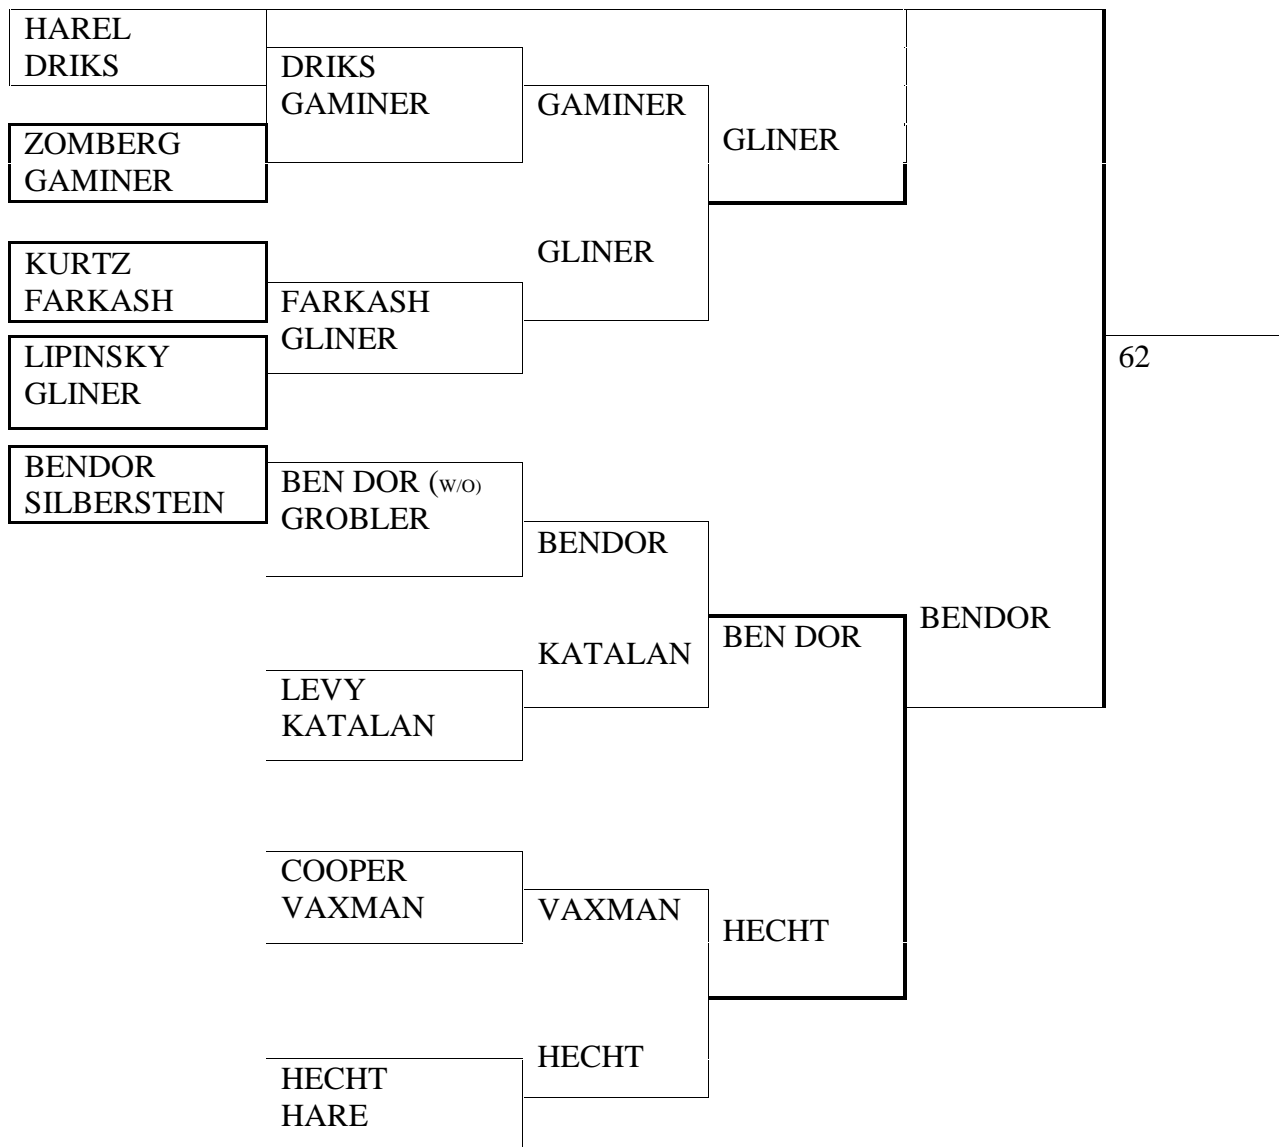 HAREL
DRIKS
ZOMBERG
GAMINER
KURTZ
FARKASH
LIPINSKY
GLINER
BENDOR
SILBERSTEIN
DRIKS
GAMINER
FARKASH
GLINER
BEN DOR (W/O)
GROBLER
LEVY
KATALAN
COOPER
VAXMAN
HECHT
HARE
GAMINER
GLINER
BENDOR
KATALAN
VAXMAN
HECHT
GLINER
BEN DOR
HECHT
BENDOR
62